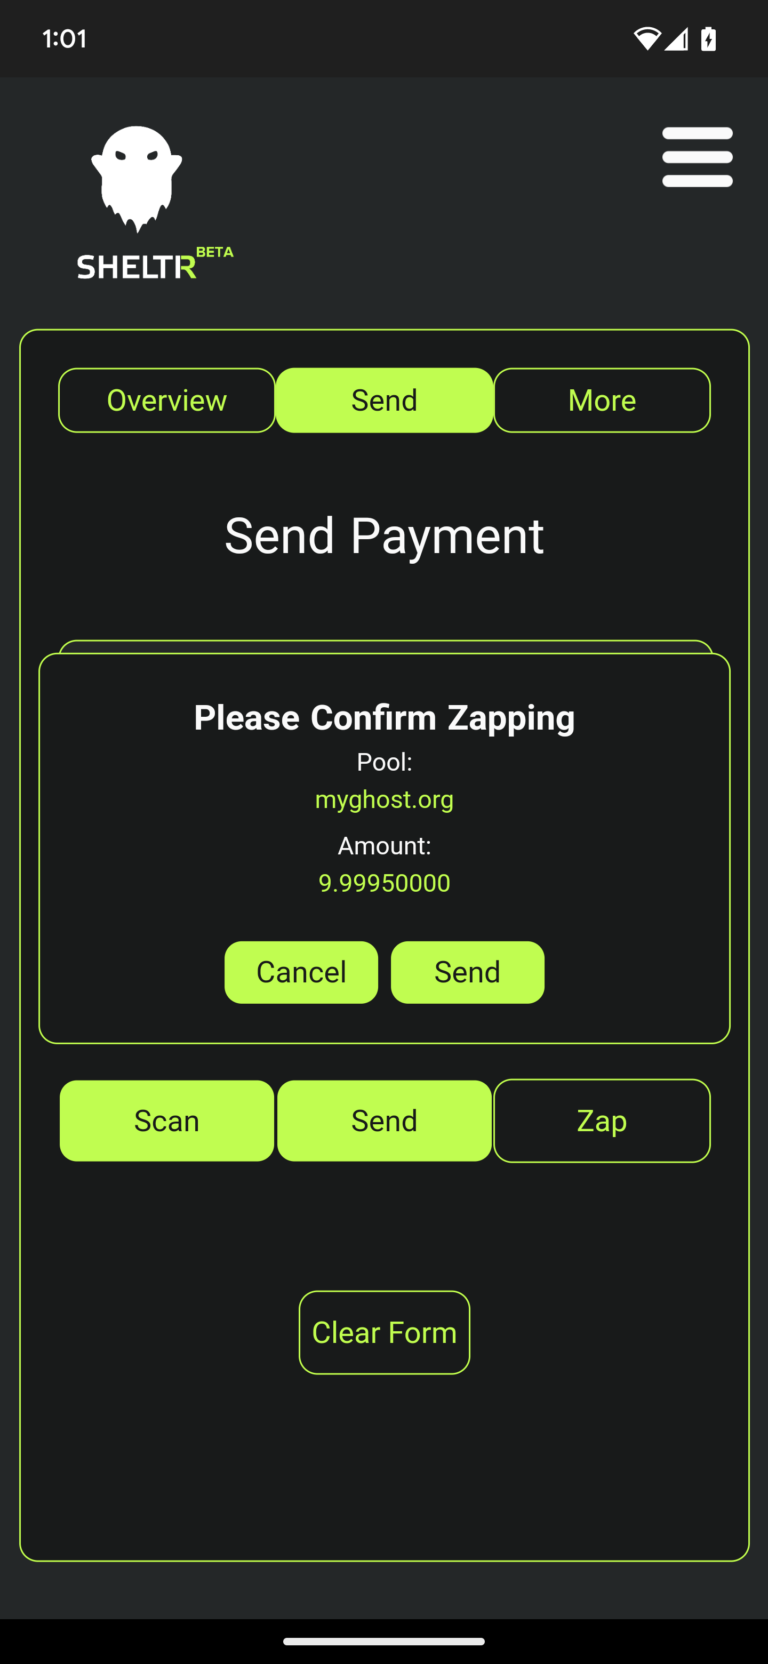 1:01
SHELTR BETA
Overview Send More
Send Payment
Please Confirm Zapping
Pool:
myghost.org
Amount:
9.99950000
Cancel Send
Scan Send Zap
Clear Form